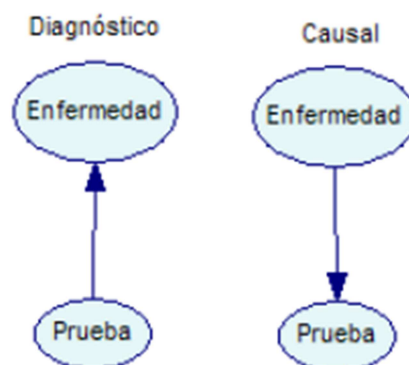 Diagnóstico
Causal
Enfermedad
Enfermedad
Prueba
Prueba